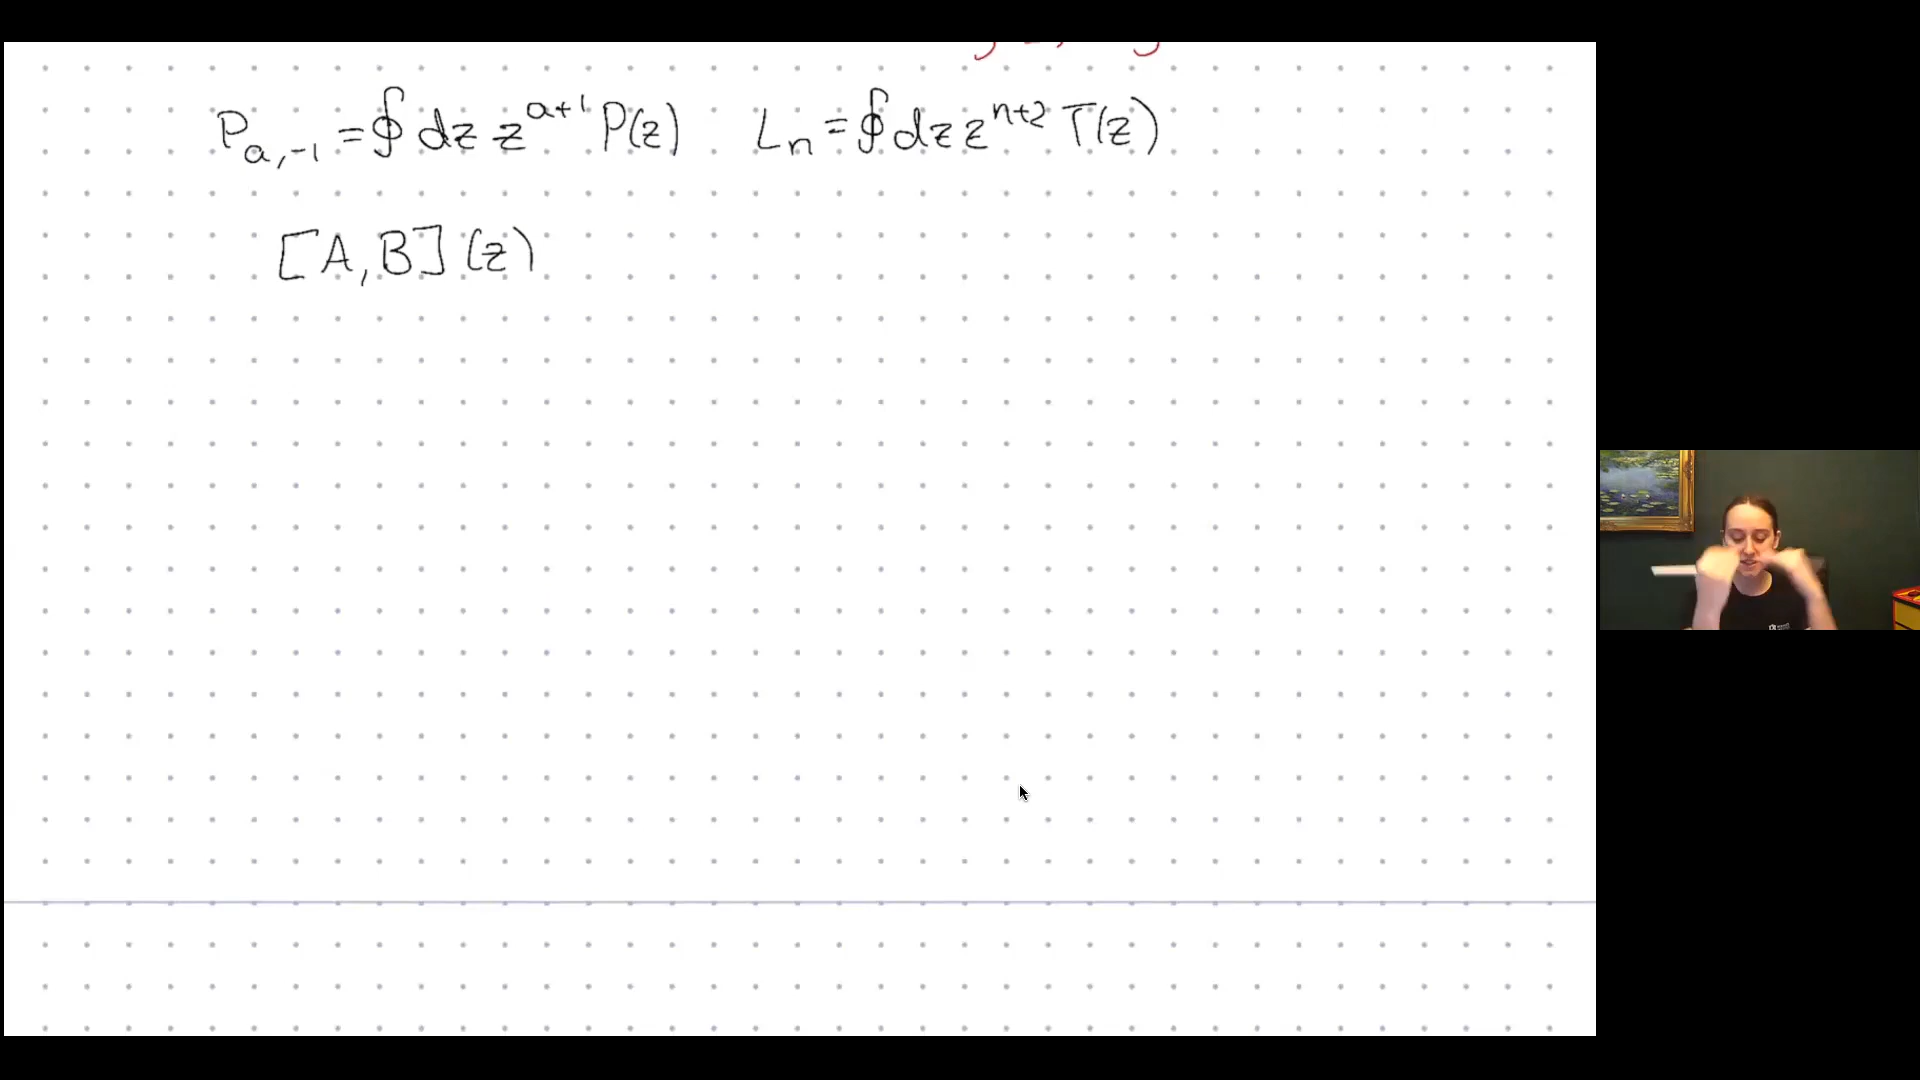 P_{a,-1} = ∮ dz z^{a+1} P(z) L_n = ∮ dz z^{n+2} T(z)
[A,B](z)